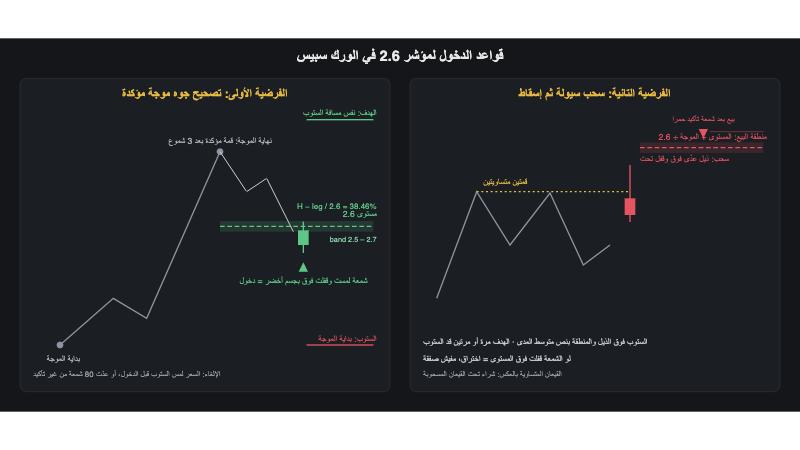 قواعد الدخول لمؤشر 2.6 في الورك سبيس
الفرضية الأولى: تصحيح جوه موجة مؤكدة
الهدف: نفس مسافة الستوب
نهاية الموجة: قمة مؤكدة بعد 3 شموع
H − leg / 2.6 = 38.46%
مستوى 2.6
band 2.5 – 2.7
شمعة لمست وقفلت فوق بجسم أخضر = دخول
الستوب: بداية الموجة
بداية الموجة
الإلغاء: السعر لمس الستوب قبل الدخول، أو عدّت 80 شمعة من غير تأكيد
الفرضية التانية: سحب سيولة ثم إسقاط
بيع بعد شمعة تأكيد حمرا
منطقة البيع: المستوى + الموجة ÷ 2.6
سحب: ذيل عدّى فوق وقفل تحت
قمتين متساويتين
الستوب فوق الذيل والمنطقة بنص متوسط المدى · الهدف مرة أو مرتين قد الستوب
لو الشمعة قفلت فوق المستوى = اختراق، مفيش صفقة
القيعان المتساوية بالعكس: شراء تحت القيعان المسحوبة